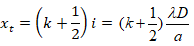 x_t = (k + 1/2) i = (k + 1/2) λD/a